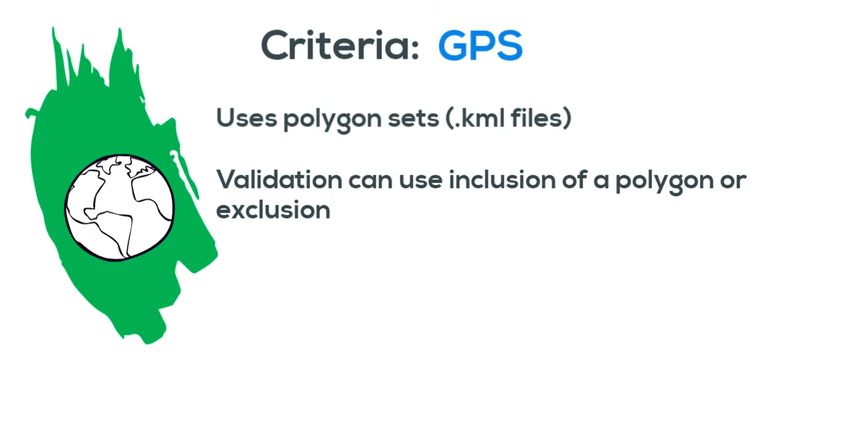 Criteria: GPS
Uses polygon sets (.kml files)
Validation can use inclusion of a polygon or
exclusion